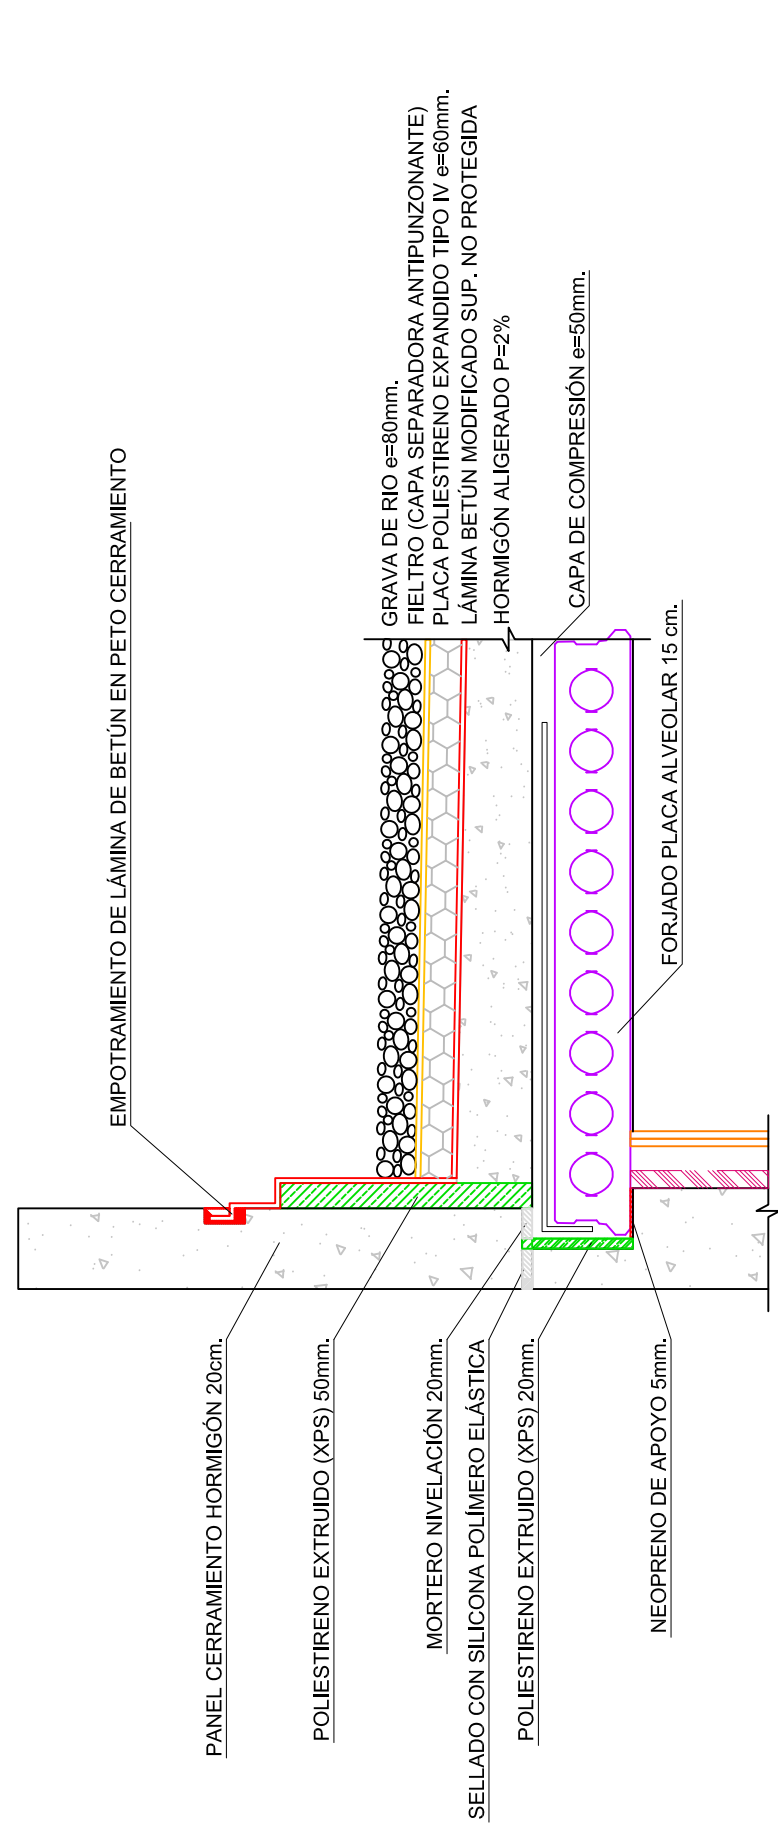 EMPOTRAMIENTO DE LÁMINA DE BETÚN EN PETO CERRAMIENTO
GRAVA DE RIO e=80mm.
FIELTRO (CAPA SEPARADORA ANTIPUNZONANTE)
PLACA POLIESTIRENO EXPANDIDO TIPO IV e=60mm.
LÁMINA BETÚN MODIFICADO SUP. NO PROTEGIDA
HORMIGÓN ALIGERADO P=2%
CAPA DE COMPRESIÓN e=50mm.
FORJADO PLACA ALVEOLAR 15 cm.
PANEL CERRAMIENTO HORMIGÓN 20cm.
POLIESTIRENO EXTRUIDO (XPS) 50mm.
MORTERO NIVELACIÓN 20mm.
SELLADO CON SILICONA POLÍMERO ELÁSTICA
POLIESTIRENO EXTRUIDO (XPS) 20mm.
NEOPRENO DE APOYO 5mm.